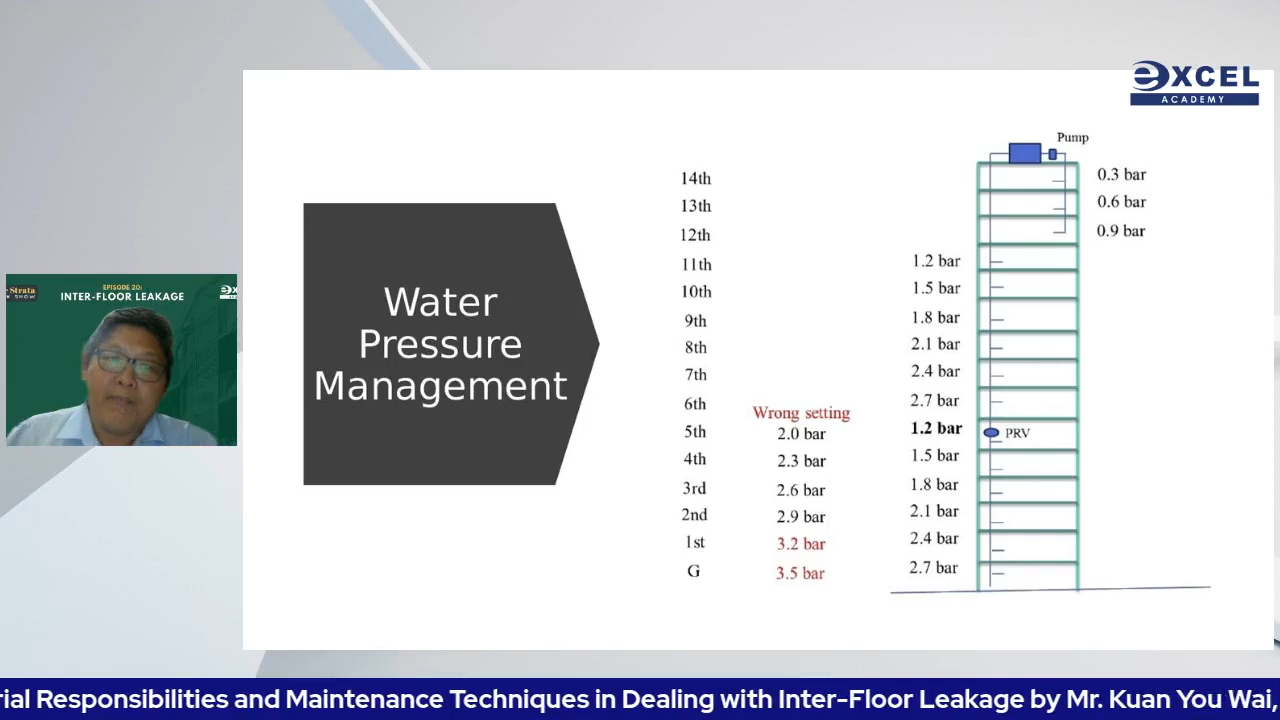 EXCEL
ACADEMY
Pump
14th
0.3 bar
13th
0.6 bar
12th
0.9 bar
11th
1.2 bar
10th
1.5 bar
9th
1.8 bar
8th
2.1 bar
7th
2.4 bar
6th
2.7 bar
Wrong setting
5th
2.0 bar
1.2 bar
PRV
4th
2.3 bar
1.5 bar
3rd
2.6 bar
1.8 bar
2nd
2.9 bar
2.1 bar
1st
3.2 bar
2.4 bar
G
3.5 bar
2.7 bar
Water
Pressure
Management
Strata
SHOW
EPISODE 20:
INTER-FLOOR LEAKAGE
rial Responsibilities and Maintenance Techniques in Dealing with Inter-Floor Leakage by Mr. Kuan You Wai,